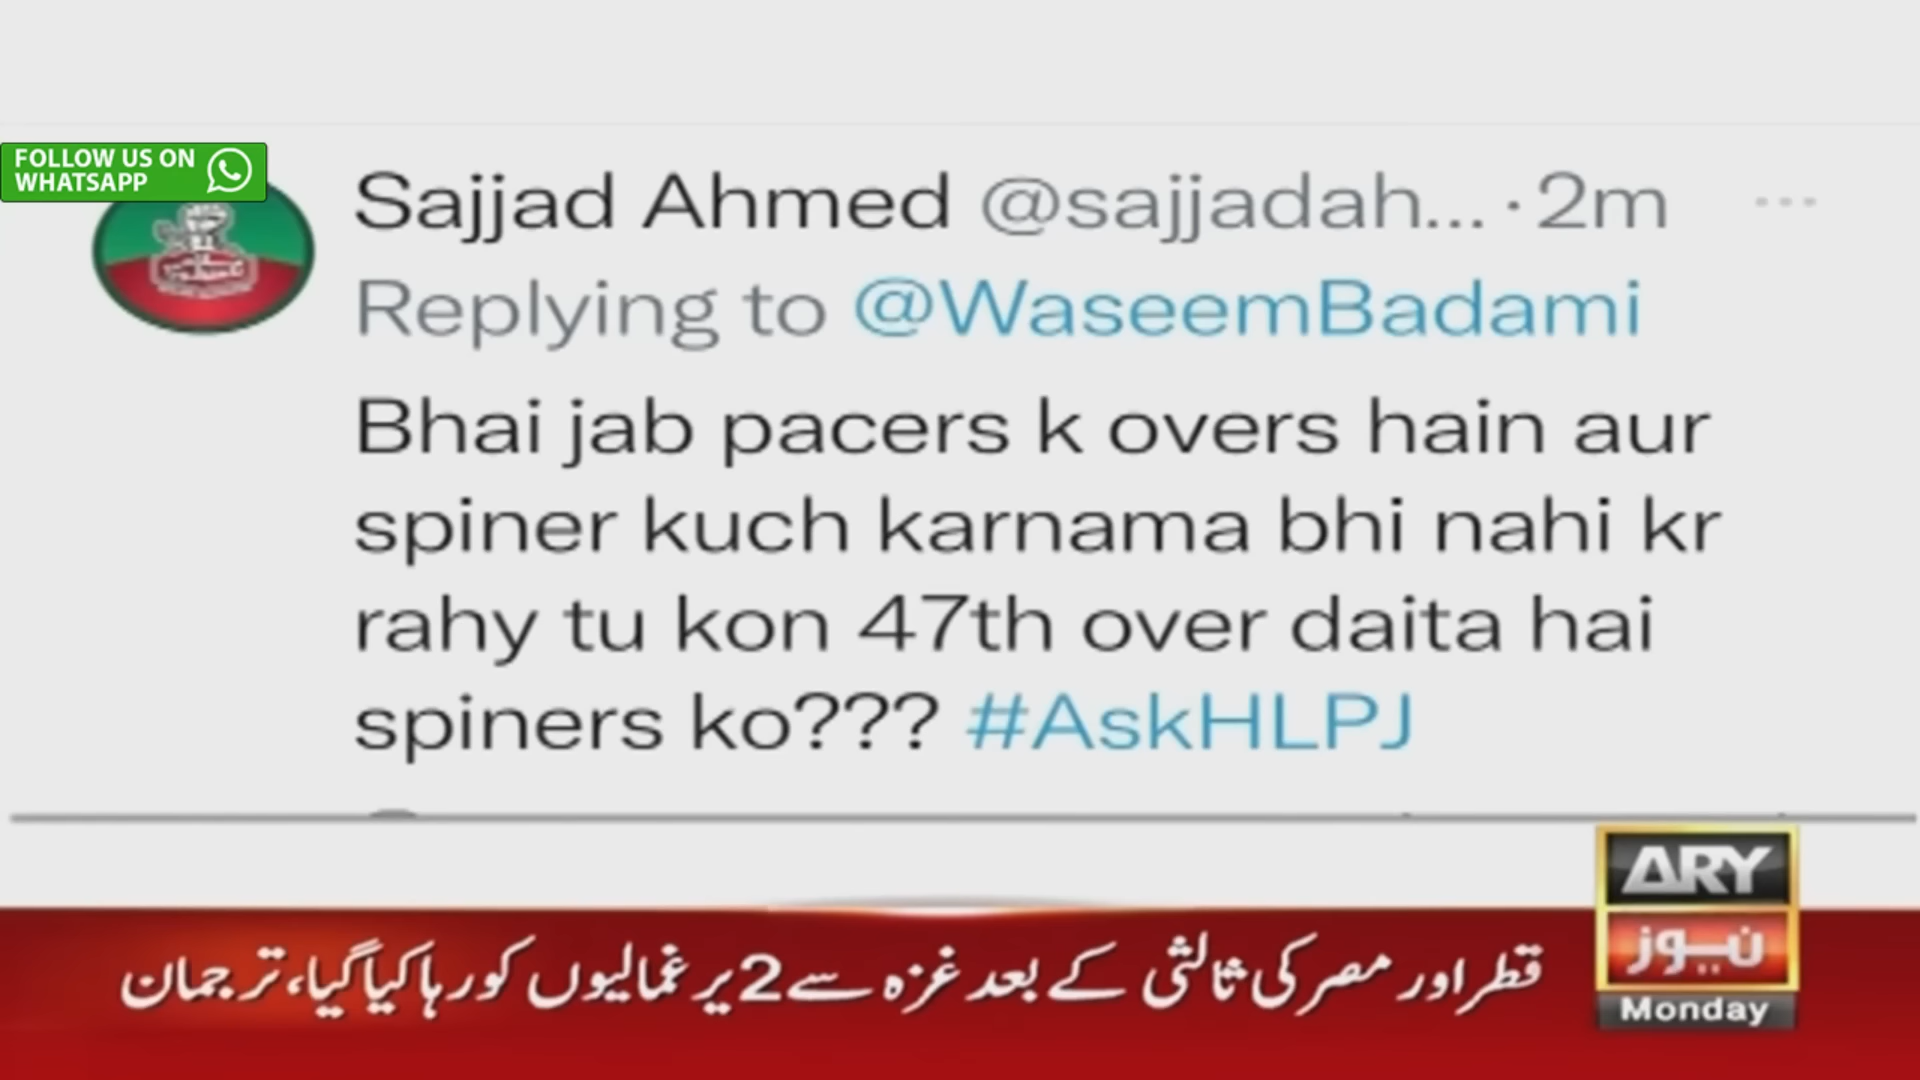 FOLLOW US ON
WHATSAPP
Sajjad Ahmed @sajjadah... · 2m
Replying to @WaseemBadami
Bhai jab pacers k overs hain aur
spiner kuch karnama bhi nahi kr
rahy tu kon 47th over daita hai
spiners ko??? #AskHLPJ
ARY
نیوز
Monday
قطر اور مصر کی ثالثی کے بعد غزہ سے 2 یرغمالیوں کو رہا کیا گیا، ترجمان